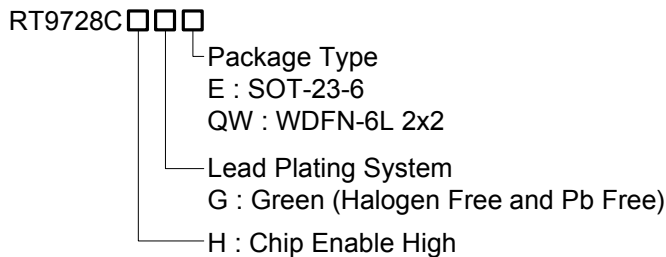 RT9728C□□□
Package Type
E : SOT-23-6
QW : WDFN-6L 2x2
Lead Plating System
G : Green (Halogen Free and Pb Free)
H : Chip Enable High